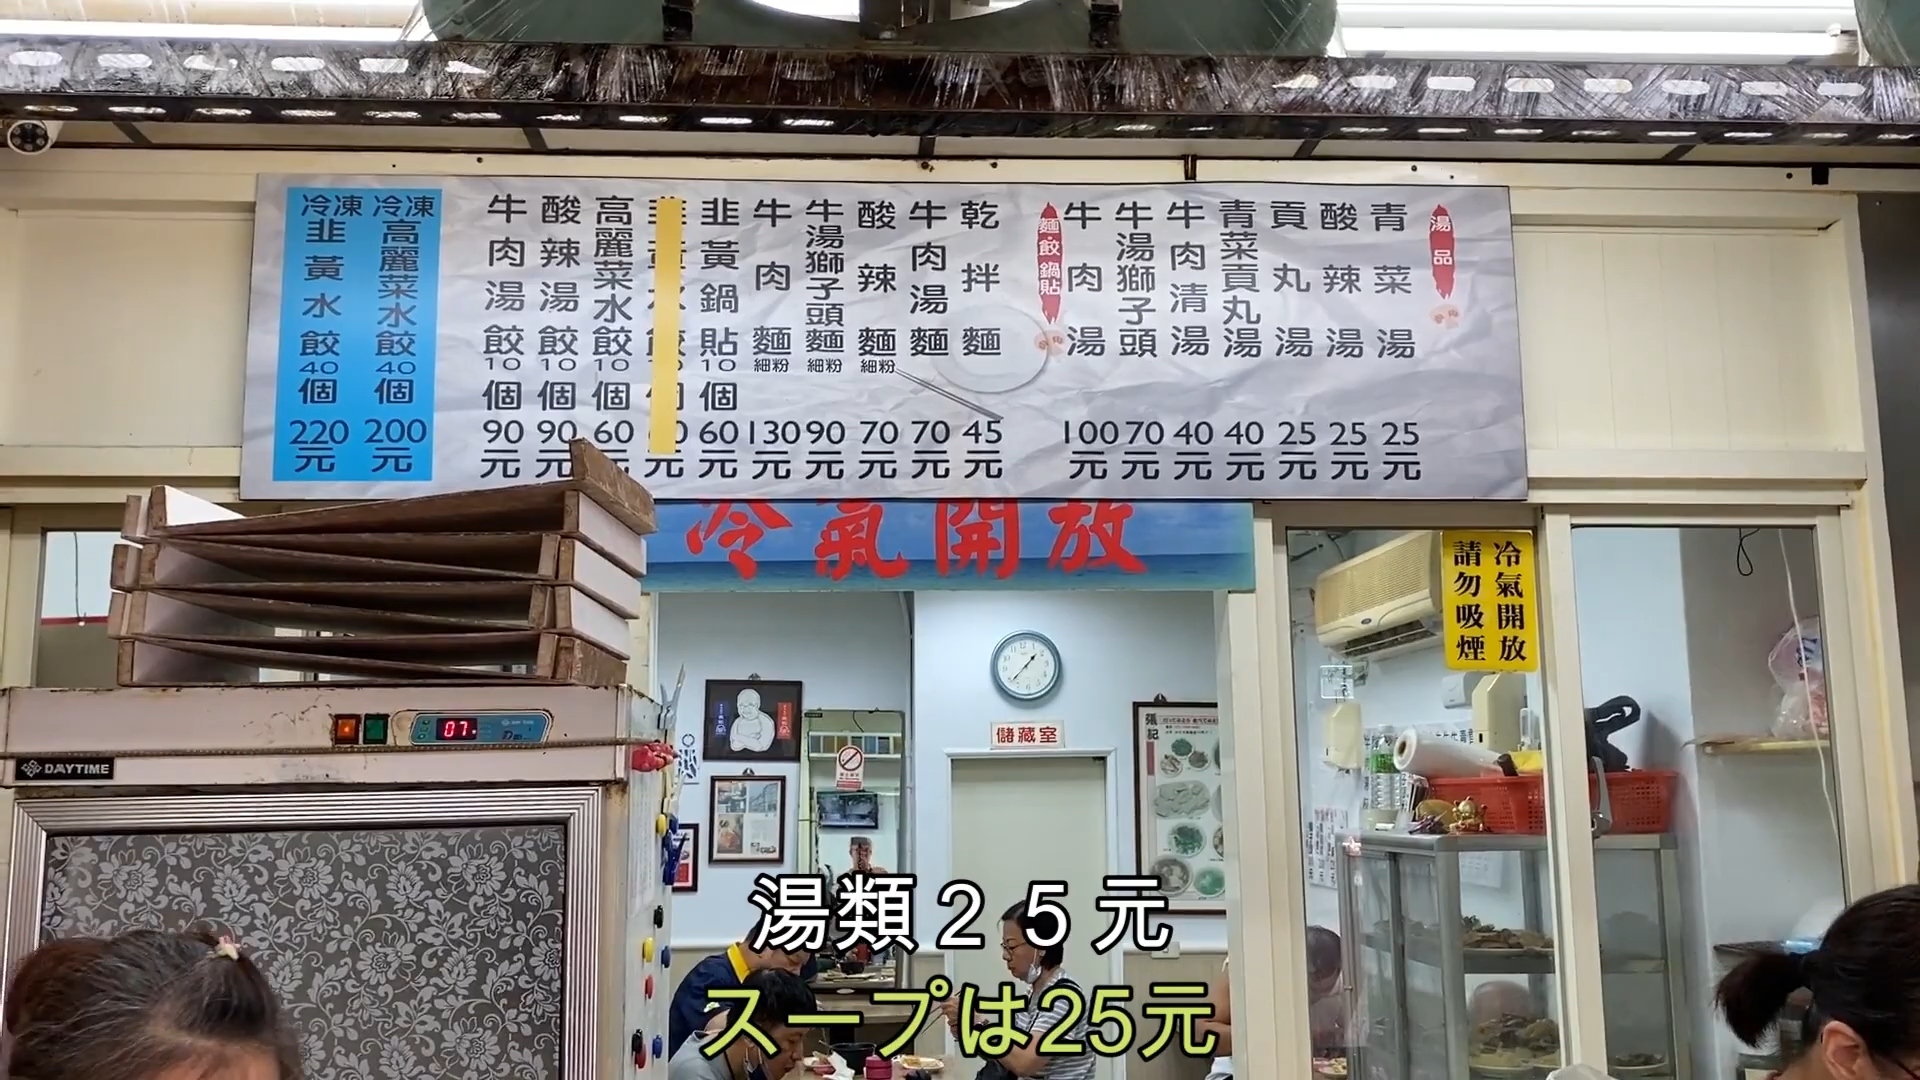 湯品
青菜湯 25元
酸辣湯 25元
貢丸湯 25元
青菜貢丸湯 40元
牛肉清湯 40元
牛湯獅子頭 70元
牛肉湯 100元
麵.餃.鍋貼
乾拌麵 45元
牛肉湯麵 70元
酸辣麵 細粉 70元
牛湯獅子頭麵 細粉 90元
牛肉麵 細粉 130元
韭黃鍋貼 10個 60元
高麗菜水餃 10個 60元
酸辣湯餃 10個 90元
牛肉湯餃 10個 90元
冷凍高麗菜水餃 40個 200元
冷凍韭黃水餃 40個 220元
冷氣開放
冷氣開放
請勿吸煙
儲藏室
張記
07
DAYTIME
湯類２５元
スープは25元